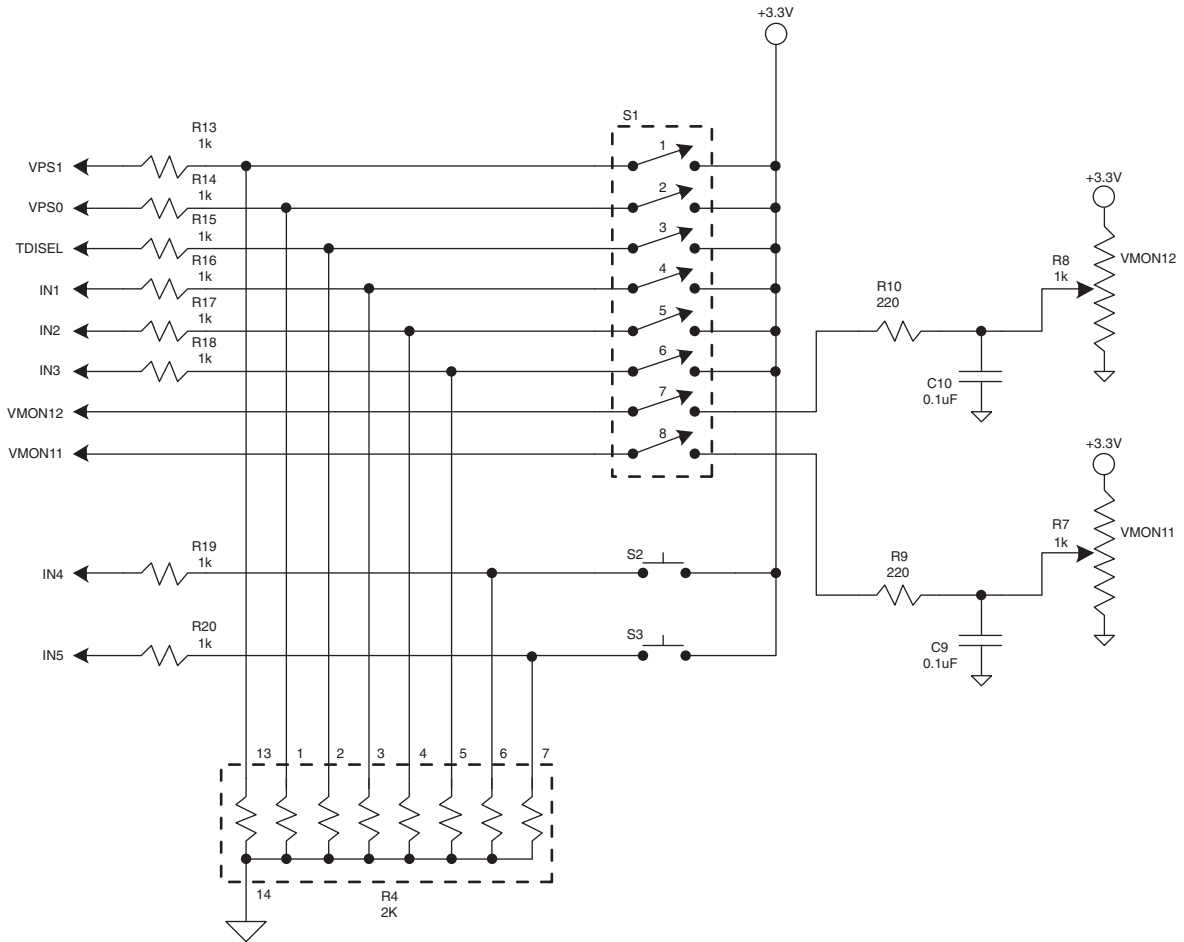 +3.3V
S1
R13
1k
VPS1
1
R14
1k
VPS0
2
R15
1k
TDISEL
3
R16
1k
IN1
4
R17
1k
IN2
5
R18
1k
IN3
6
VMON12
7
VMON11
8
+3.3V
VMON12
R8
1k
R10
220
C10
0.1uF
+3.3V
VMON11
R7
1k
R9
220
C9
0.1uF
R19
1k
IN4
S2
R20
1k
IN5
S3
13
1
2
3
4
5
6
7
14
R4
2K